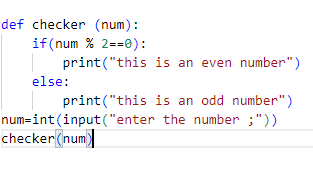 def checker (num):
    if(num % 2==0):
        print("this is an even number")
    else:
        print("this is an odd number")
num=int(input("enter the number ;"))
checker(num)